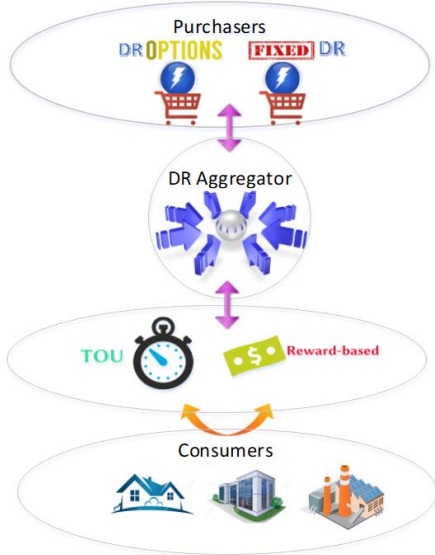 Purchasers
DR OPTIONS
FIXED DR
DR Aggregator
TOU
$
Reward-based
Consumers